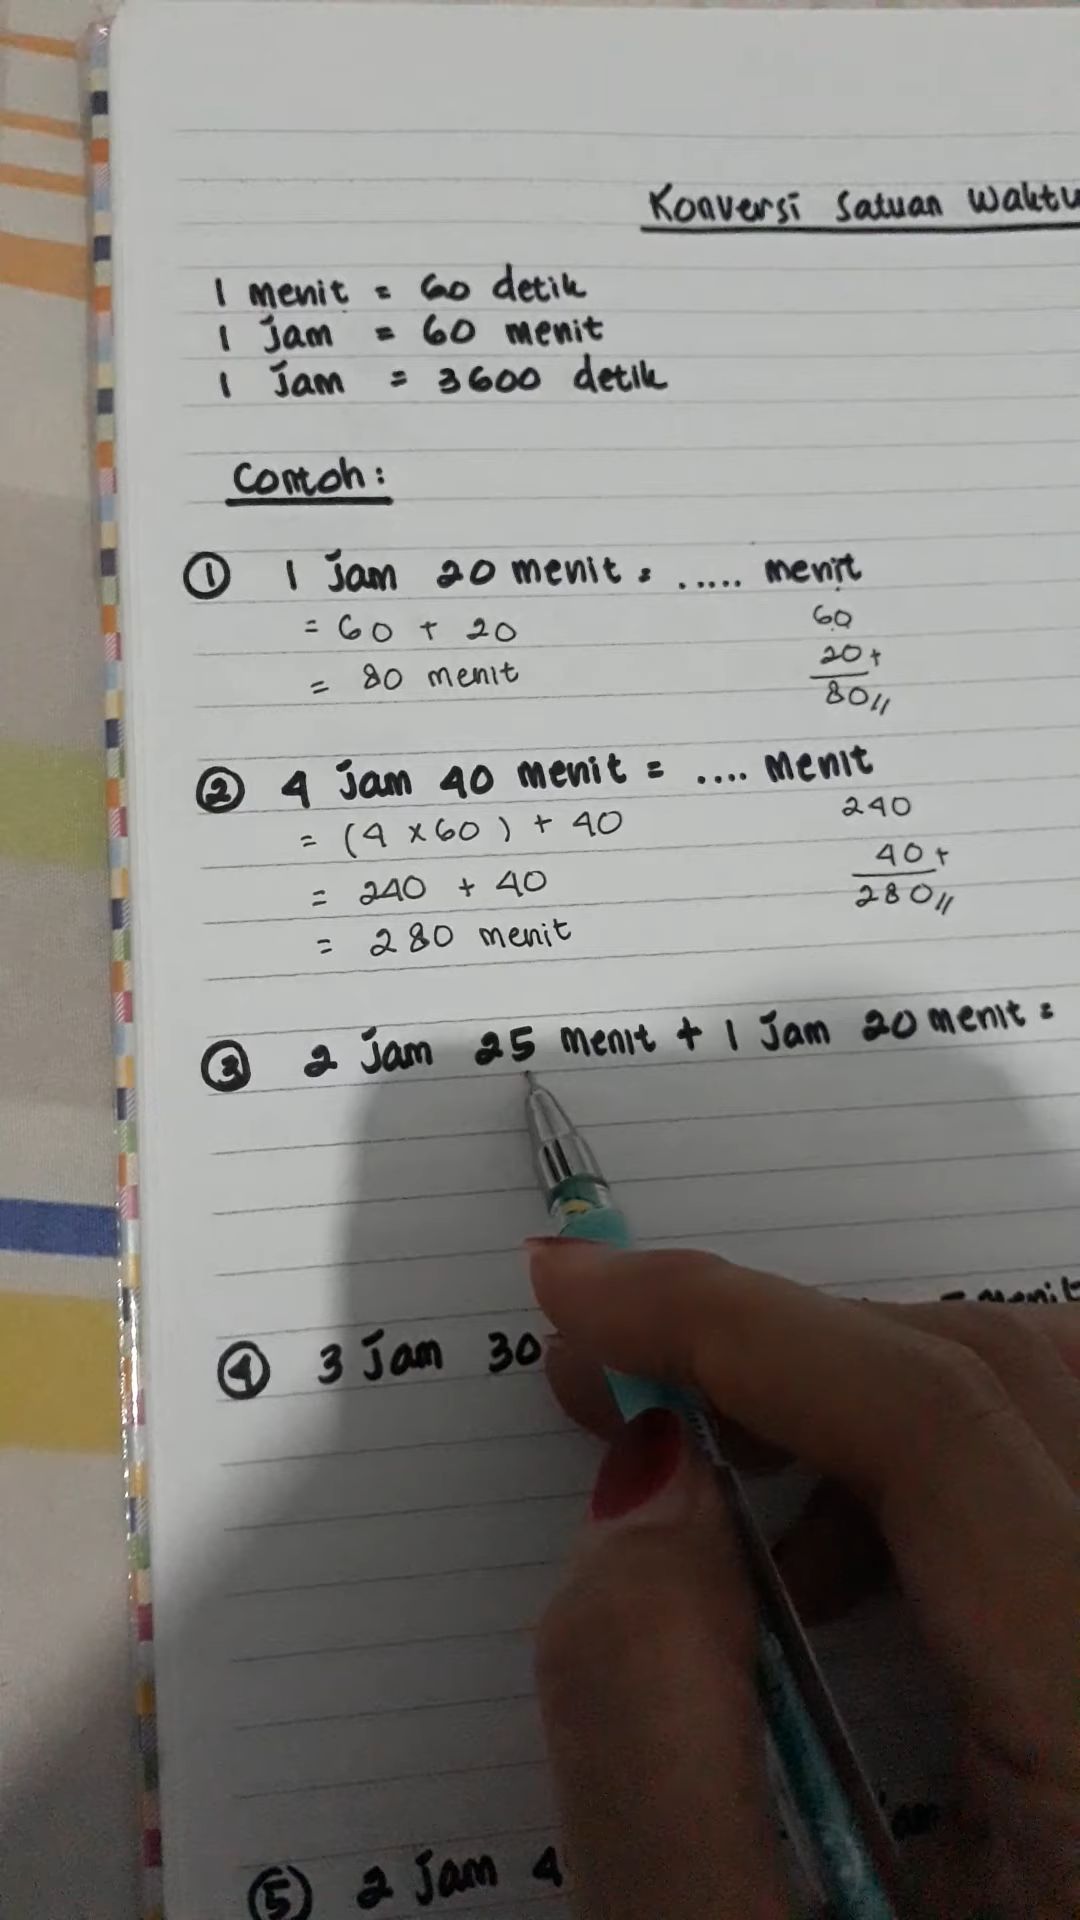 Konversi Satuan Waktu
1 menit = 60 detik
1 Jam = 60 menit
1 Jam = 3600 detik
Contoh:
① 1 Jam 20 menit = ..... menit
= 60 + 20
= 80 menit
60
20 +
80 //
② 4 Jam 40 menit = .... menit
= (4 x 60) + 40
= 240 + 40
= 280 menit
240
40 +
280 //
③ 2 Jam 25 menit + 1 Jam 20 menit =
④ 3 Jam 30
menit
⑤ 2 Jam 4